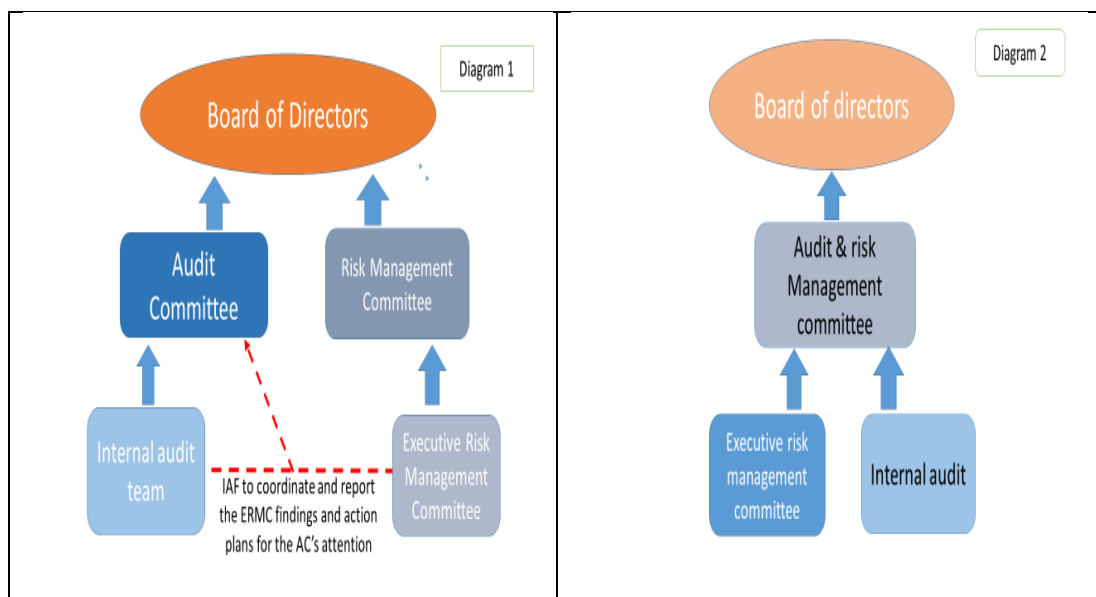 Diagram 1
Board of Directors
Audit
Committee
Risk Management
Committee
Internal audit
team
Executive Risk
Management
Committee
IAF to coordinate and report
the ERMC findings and action
plans for the AC's attention
Diagram 2
Board of directors
Audit & risk
Management
committee
Executive risk
management
committee
Internal audit